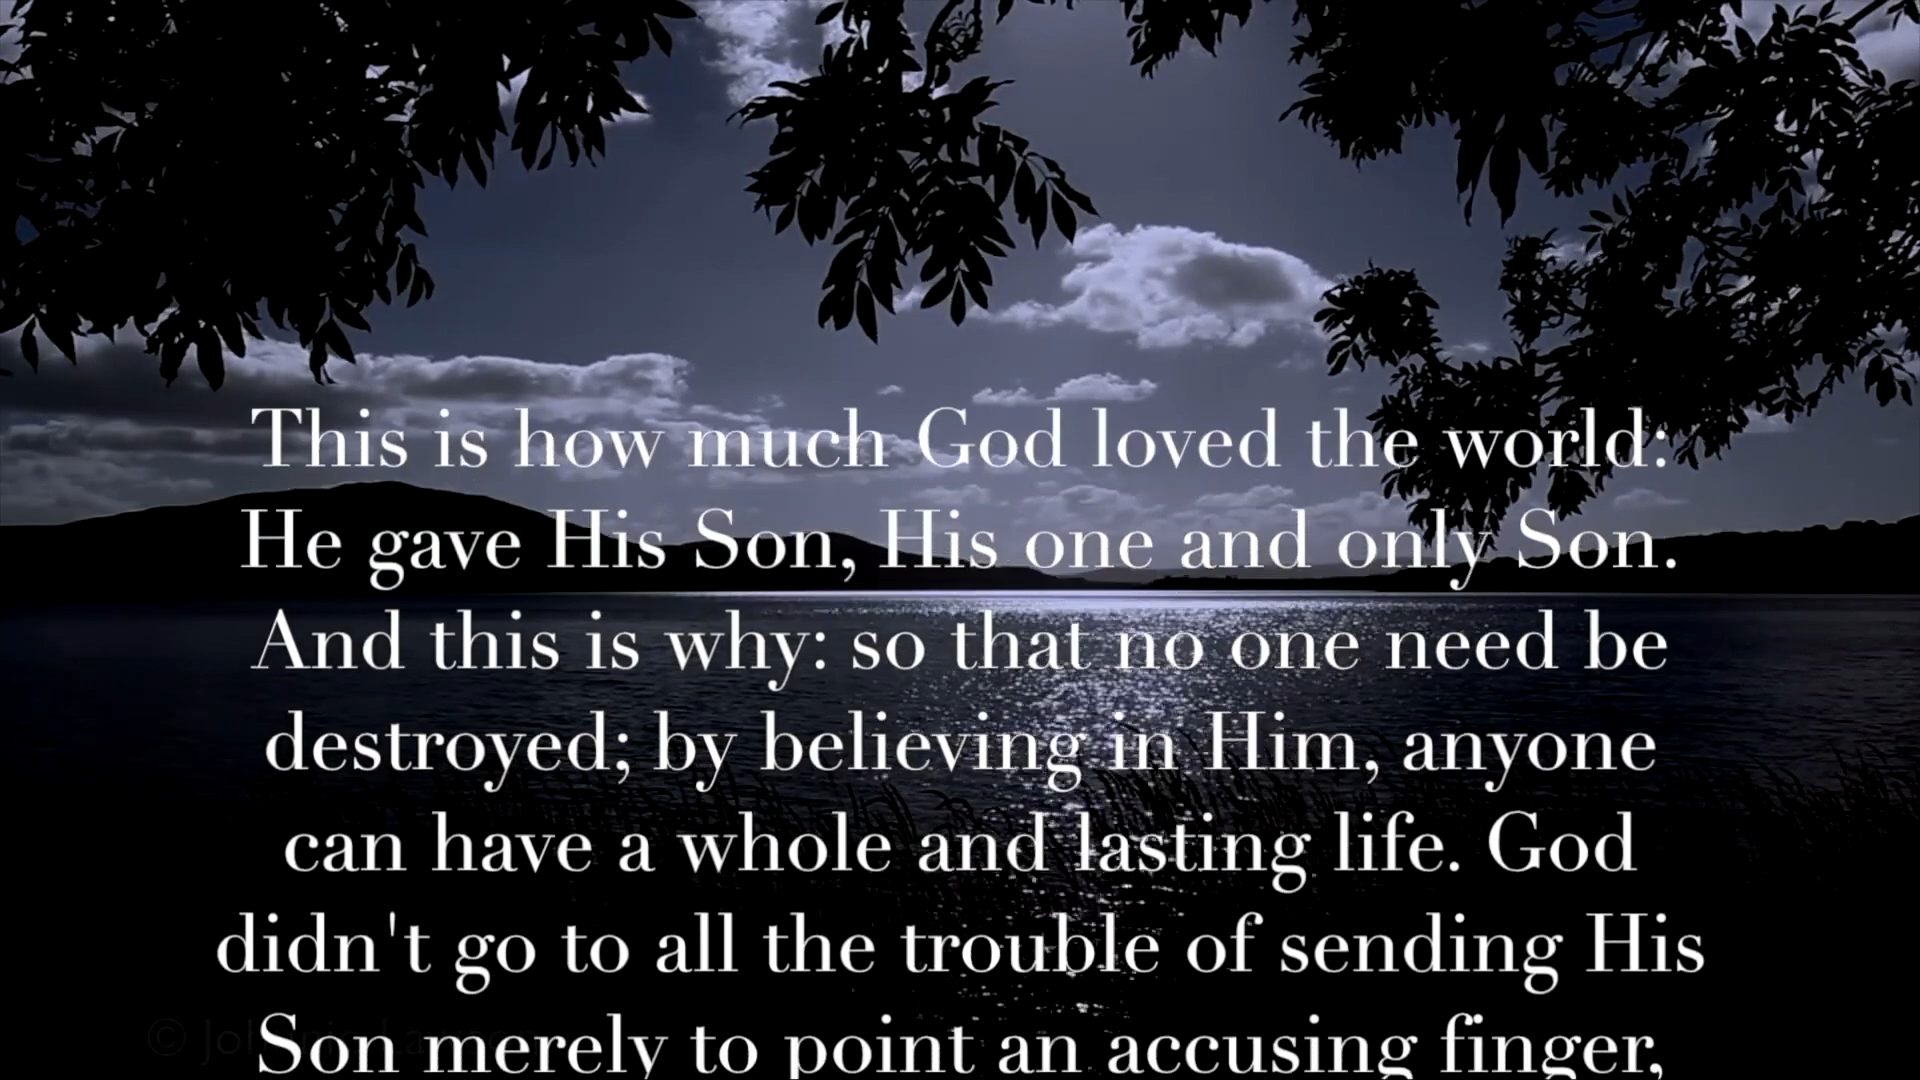 This is how much God loved the world:
He gave His Son, His one and only Son.
And this is why: so that no one need be
destroyed; by believing in Him, anyone
can have a whole and lasting life. God
didn't go to all the trouble of sending His
Son merely to point an accusing finger,